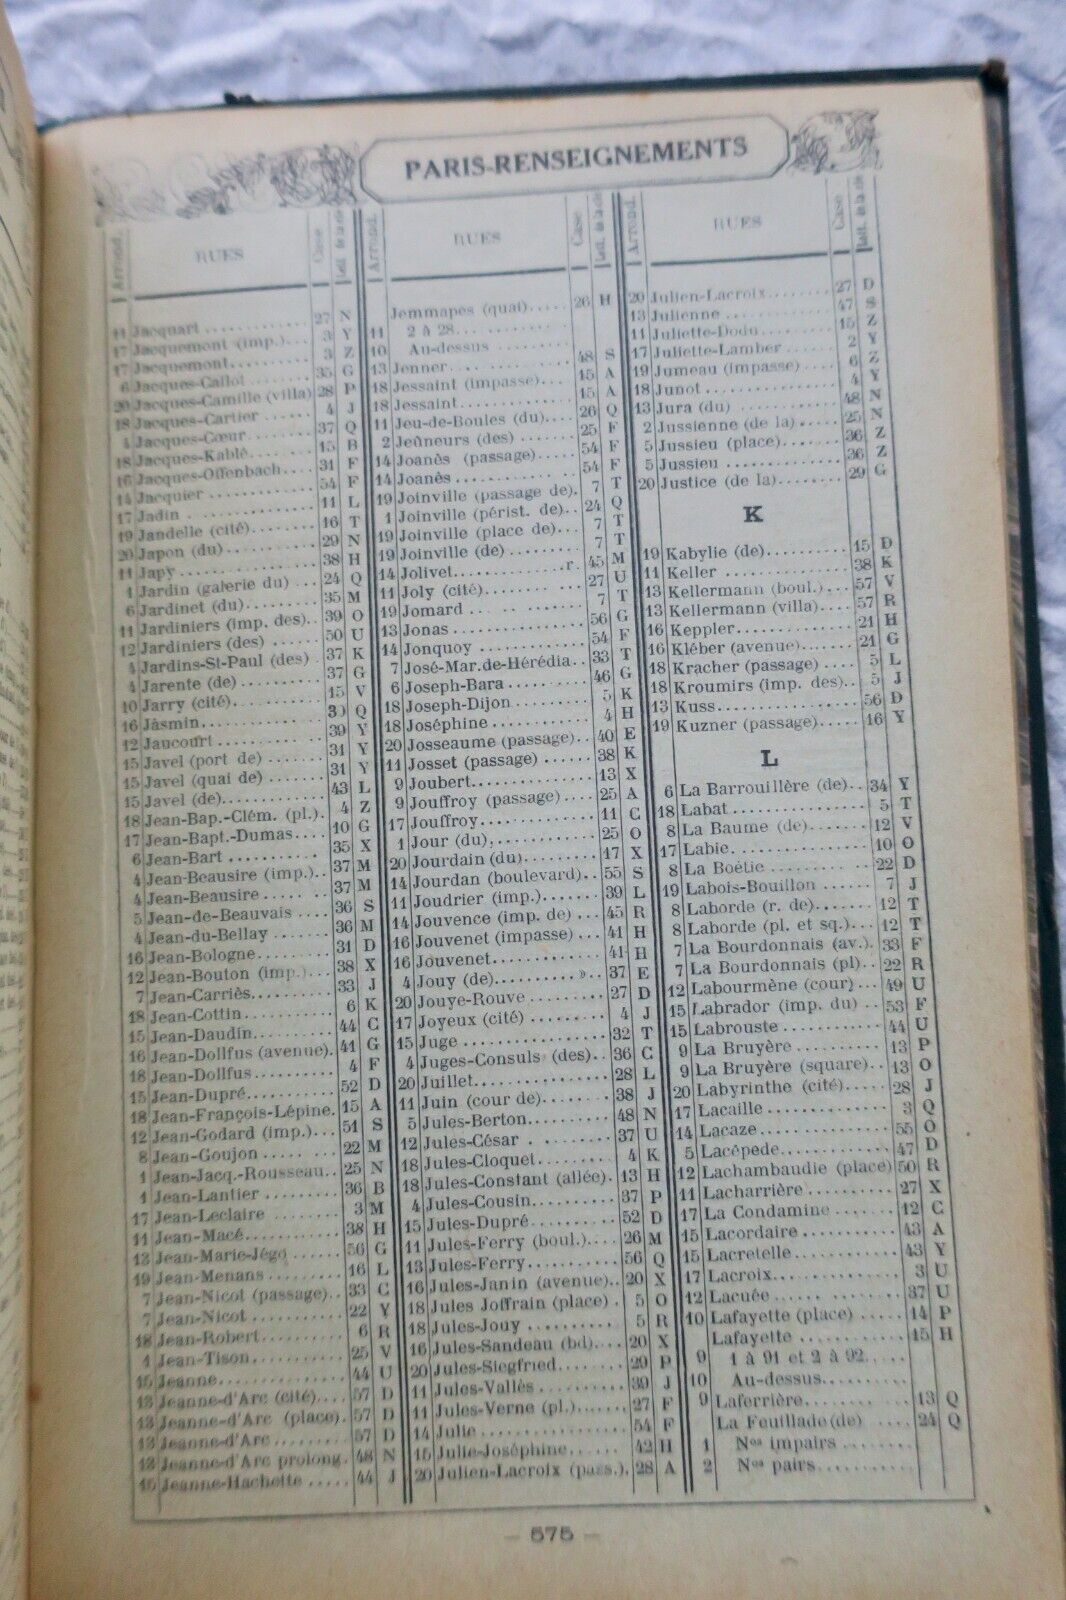 PARIS-RENSEIGNEMENTS
Arrond. RUES Case Lett. de la case
11 Jacquart 27 N
17 Jacquemont (imp.) 3 Y
17 Jacquemont 3 Z
6 Jacques-Callot 35 G
20 Jacques-Camille (villa) 28 P
18 Jacques-Cartier 4 J
4 Jacques-Cœur 37 Q
18 Jacques-Kablé 15 B
16 Jacques-Offenbach 31 F
14 Jacquier 54 F
17 Jadin 11 L
19 Jandelle (cité) 16 T
20 Japon (du) 29 N
11 Japy 38 H
1 Jardin (galerie du) 24 Q
6 Jardinet (du) 35 M
11 Jardiniers (imp. des) 39 O
12 Jardiniers (des) 50 U
4 Jardins-St-Paul (des) 37 K
4 Jarente (de) 37 G
10 Jarry (cité) 15 V
16 Jasmin 30 Q
12 Jaucourt 39 Y
15 Javel (port de) 31 Y
15 Javel (quai de) 31 Y
15 Javel (de) 43 L
18 Jean-Bap.-Clém. (pl.) 4 Z
17 Jean-Bapt.-Dumas 10 G
6 Jean-Bart 35 X
4 Jean-Beausire (imp.) 37 M
4 Jean-Beausire 37 M
5 Jean-de-Beauvais 36 S
4 Jean-du-Bellay 36 M
16 Jean-Bologne 31 D
12 Jean-Bouton (imp.) 38 X
7 Jean-Carriès 33 J
18 Jean-Cottin 6 K
15 Jean-Daudin 44 C
16 Jean-Dollfus (avenue) 41 G
18 Jean-Dollfus 4 F
15 Jean-Dupré 52 D
18 Jean-François-Lépine 15 A
12 Jean-Godard (imp.) 51 S
8 Jean-Goujon 22 M
1 Jean-Jacq.-Rousseau 25 N
1 Jean-Lantier 36 B
17 Jean-Leclaire 3 M
11 Jean-Macé 38 H
13 Jean-Marie-Jégo 56 G
19 Jean-Menans 16 L
7 Jean-Nicot (passage) 33 C
7 Jean-Nicot 22 Y
18 Jean-Robert 6 R
1 Jean-Tison 25 V
15 Jeanne 44 U
13 Jeanne-d'Arc (cité) 57 D
13 Jeanne-d'Arc (place) 57 D
13 Jeanne-d'Arc 57 D
13 Jeanne-d'Arc prolong. 48 N
15 Jeanne-Hachette 44 J
Arrond. RUES Case Lett. de la case
Jemmapes (quai) 26 H
11 2 à 28
10 Au-dessus
13 Jenner 48 S
18 Jessaint (impasse) 15 A
18 Jessaint 15 A
11 Jeu-de-Boules (du) 26 Q
2 Jeûneurs (des) 25 F
14 Joanès (passage) 54 F
14 Joanès 54 F
19 Joinville (passage de) 7 T
1 Joinville (périst. de) 24 Q
19 Joinville (place de) 7 T
19 Joinville (de) 7 T
14 Jolivet r. 45 M
11 Joly (cité) 27 U
19 Jomard 7 T
13 Jonas 56 G
14 Jonquoy 54 F
7 José-Mar.de-Hérédia 33 T
6 Joseph-Bara 46 G
18 Joseph-Dijon 5 K
18 Joséphine 4 H
20 Josseaume (passage) 40 E
11 Josset (passage) 38 K
9 Joubert 13 X
9 Jouffroy (passage) 25 A
17 Jouffroy 11 C
1 Jour (du) 25 O
20 Jourdain (du) 17 X
14 Jourdan (boulevard) 55 S
11 Joudrier (imp.) 39 L
14 Jouvence (imp. de) 45 R
16 Jouvenet (impasse) 41 H
16 Jouvenet 41 H
4 Jouy (de) 37 E
20 Jouye-Rouve 27 D
17 Joyeux (cité) 4 J
15 Juge 32 T
4 Juges-Consuls (des) 36 C
20 Juillet 28 L
11 Juin (cour de) 38 J
5 Jules-Berton 48 N
12 Jules-César 37 U
18 Jules-Cloquet 4 K
18 Jules-Constant (allée) 13 H
4 Jules-Cousin 37 P
15 Jules-Dupré 52 D
11 Jules-Ferry (boul.) 26 M
13 Jules-Ferry 56 Q
16 Jules-Janin (avenue) 20 X
18 Jules Joffrain (place) 5 O
18 Jules-Jouy 5 R
16 Jules-Sandeau (bd) 20 X
20 Jules-Siegfried 29 P
11 Jules-Vallès 39 J
11 Jules-Verne (pl.) 27 F
14 Julie 54 F
15 Julie-Joséphine 42 H
20 Julien-Lacroix (pass.) 28 A
Arrond. RUES Case Lett. de la case
20 Julien-Lacroix 27 D
13 Julienne 47 S
11 Juliette-Dodu 15 Z
17 Juliette-Lamber 2 Y
19 Jumeau (impasse) 6 Z
18 Junot 4 Y
13 Jura (du) 48 N
2 Jussienne (de la) 25 N
5 Jussieu (place) 36 Z
5 Jussieu 36 Z
20 Justice (de la) 29 G
K
19 Kabylie (de) 15 D
11 Keller 38 K
13 Kellermann (boul.) 57 V
13 Kellermann (villa) 57 R
16 Keppler 21 H
16 Kléber (avenue) 21 G
18 Kracher (passage) 5 L
18 Kroumirs (imp. des) 5 J
13 Kuss 56 D
19 Kuzner (passage) 16 Y
L
6 La Barrouillère (de) 34 Y
18 Labat 5 T
8 La Baume (de) 12 V
17 Labie 10 O
8 La Boëtie 22 D
19 Labois-Bouillon 7 J
8 Laborde (r. de) 12 T
8 Laborde (pl. et sq.) 12 T
7 La Bourdonnais (av.) 33 F
7 La Bourdonnais (pl) 22 R
12 Labourmène (cour) 49 U
15 Labrador (imp. du) 53 F
15 Labrouste 44 U
9 La Bruyère 13 P
9 La Bruyère (square) 13 O
20 Labyrinthe (cité) 28 J
17 Lacaille 3 Q
14 Lacaze 55 O
5 Lacépède 47 D
12 Lachambaudie (place) 50 R
11 Lacharrière 27 X
17 La Condamine 12 C
15 Lacordaire 43 A
15 Lacretelle 43 Y
17 Lacroix 3 U
12 Lacuée 37 U
10 Lafayette (place) 14 P
Lafayette 15 H
9 1 à 91 et 2 à 92
10 Au-dessus
9 Laferrière 13 Q
La Feuillade (de) 24 Q
1 Nos impairs
2 Nos pairs
— 575 —